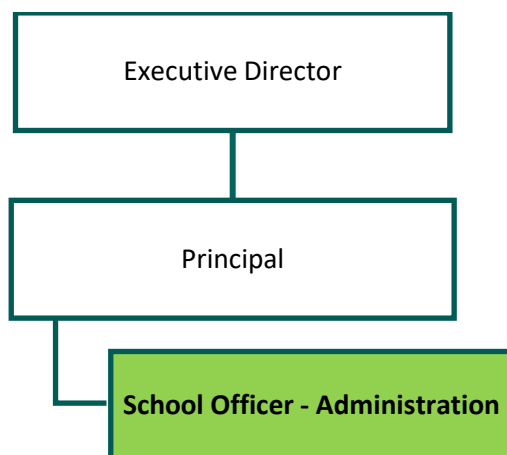 Executive Director
Principal
School Officer - Administration